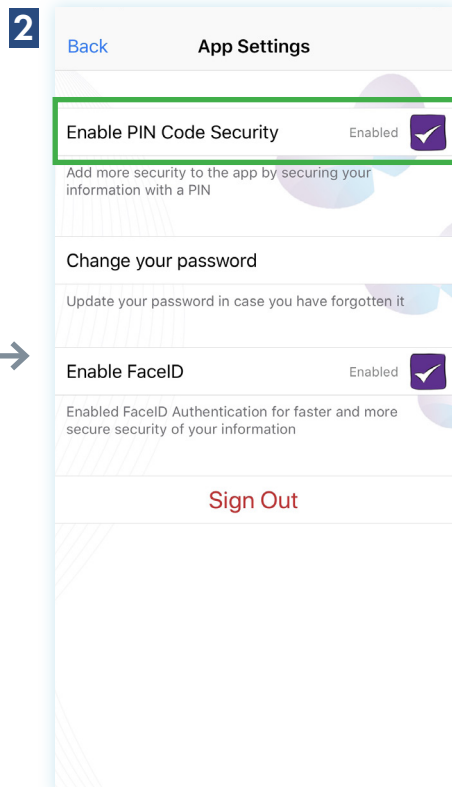 2
Back App Settings
Enable PIN Code Security Enabled
Add more security to the app by securing your
information with a PIN
Change your password
Update your password in case you have forgotten it
Enable FaceID Enabled
Enabled FaceID Authentication for faster and more
secure security of your information
Sign Out